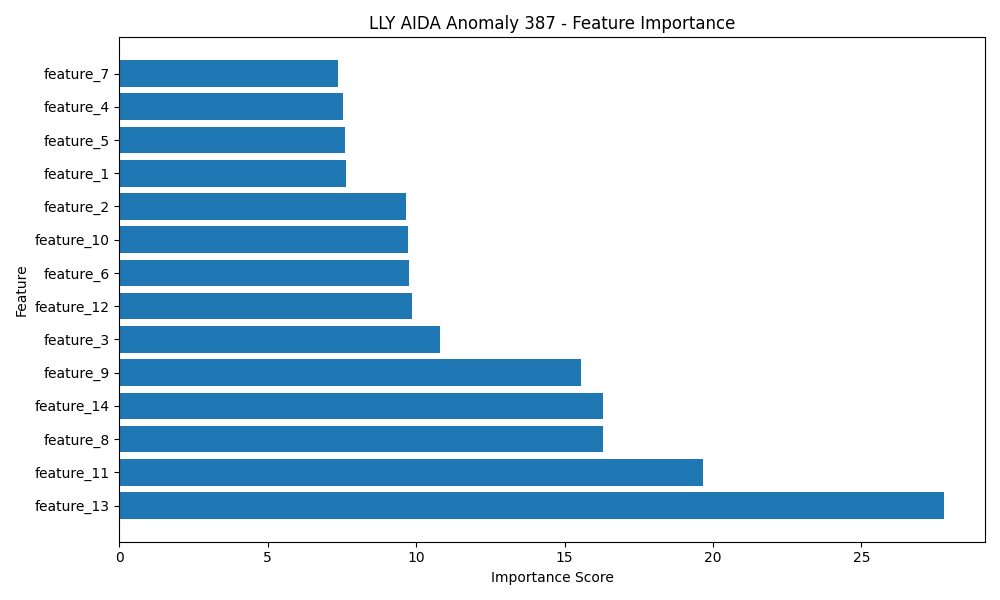 LLY AIDA Anomaly 387 - Feature Importance
feature_7
feature_4
feature_5
feature_1
feature_2
feature_10
feature_6
feature_12
feature_3
feature_9
feature_14
feature_8
feature_11
feature_13
Feature
0 5 10 15 20 25
Importance Score